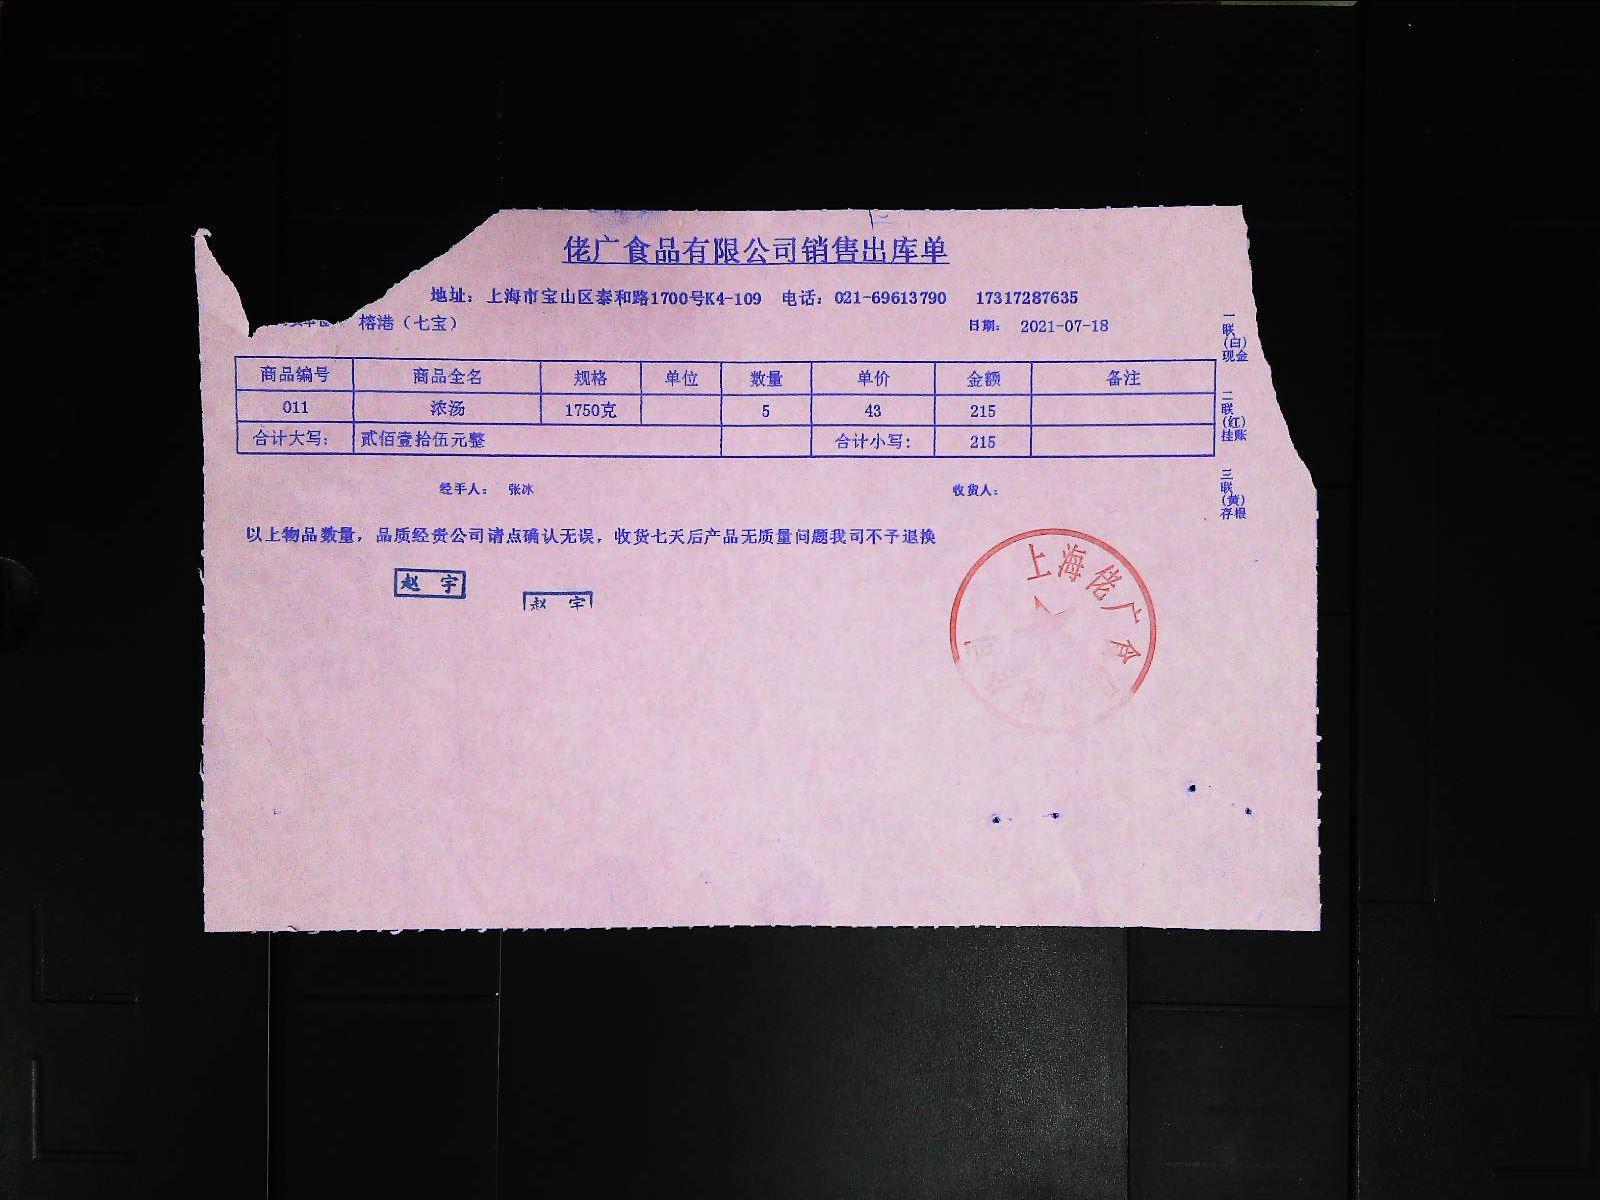 佬广食品有限公司销售出库单
地址：上海市宝山区泰和路1700号K4-109 电话：021-69613790 17317287635
榕港（七宝） 日期： 2021-07-18
商品编号 商品全名 规格 单位 数量 单价 金额 备注
011 浓汤 1750克 5 43 215
合计大写： 贰佰壹拾伍元整 合计小写： 215
经手人： 张冰 收货人：
以上物品数量，品质经贵公司请点确认无误，收货七天后产品无质量问题我司不予退换
赵 宇
赵 宇
上海佬广食
一联(白)现金
二联(红)挂账
三联(黄)存根